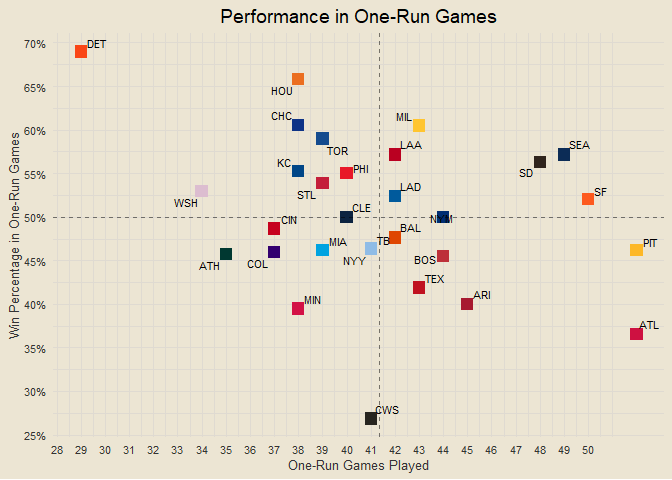 Performance in One-Run Games
Win Percentage in One-Run Games
70%
65%
60%
55%
50%
45%
40%
35%
30%
25%
DET
HOU
CHC
MIL
TOR
LAA
SEA
KC
PHI
SD
STL
LAD
WSH
SF
CLE
NYM
CIN
BAL
TB
MIA
PIT
ATH
COL
NYY
BOS
TEX
MIN
ARI
ATL
CWS
28 29 30 31 32 33 34 35 36 37 38 39 40 41 42 43 44 45 46 47 48 49 50
One-Run Games Played